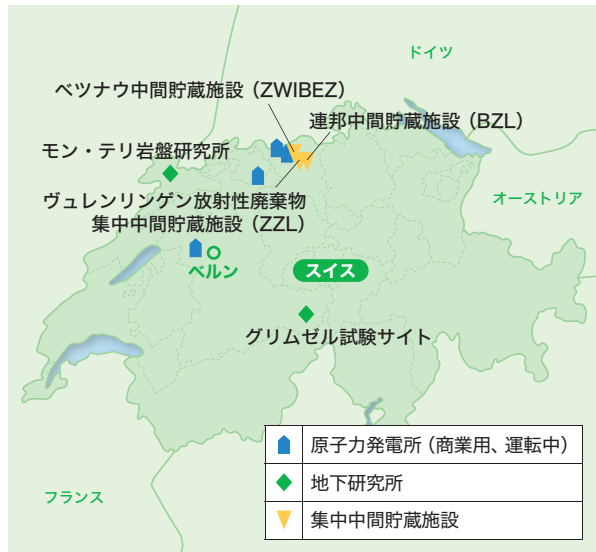 ドイツ
ベツナウ中間貯蔵施設（ZWIBEZ）
連邦中間貯蔵施設（BZL）
モン・テリ岩盤研究所
ヴュレンリンゲン放射性廃棄物
集中中間貯蔵施設（ZZL）
オーストリア
ベルン
スイス
グリムゼル試験サイト
フランス
原子力発電所（商業用、運転中）
地下研究所
集中中間貯蔵施設